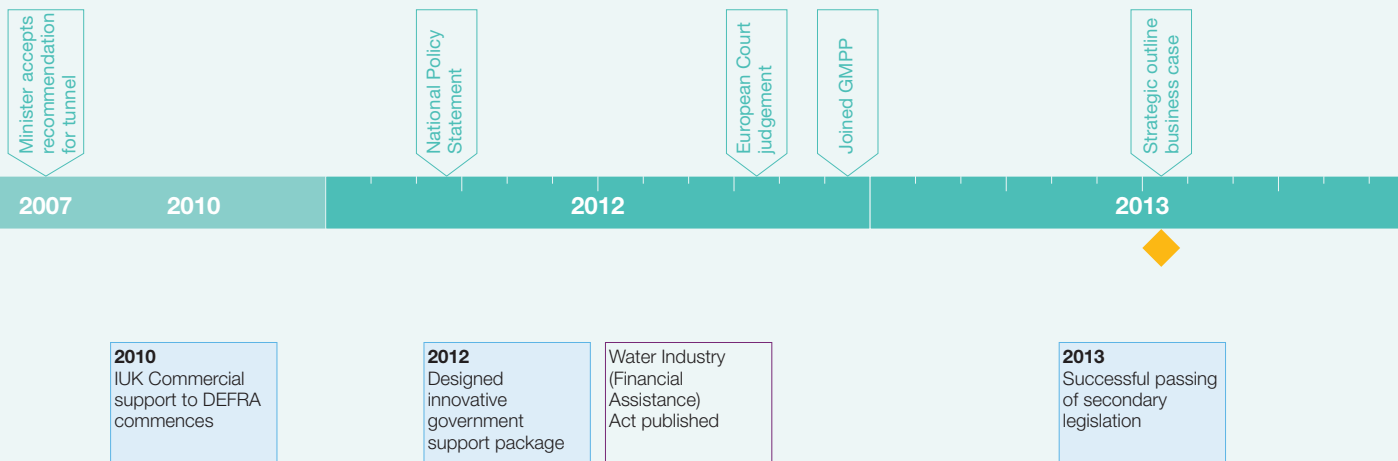 Minister accepts
recommendation
for tunnel
National Policy
Statement
European Court
judgement
Joined GMPP
Strategic outline
business case
2007
2010
2012
2013
2010
IUK Commercial
support to DEFRA
commences
2012
Designed
innovative
government
support package
Water Industry
(Financial
Assistance)
Act published
2013
Successful passing
of secondary
legislation